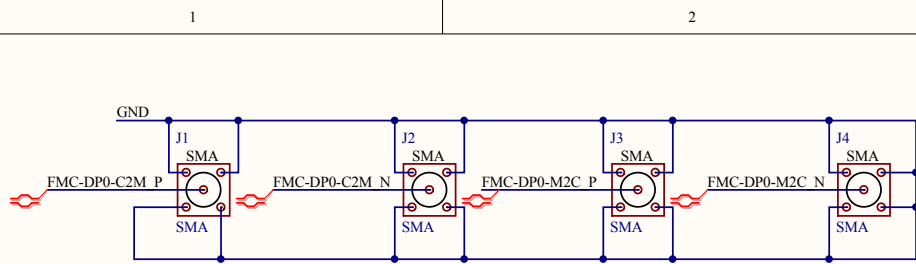 1 2
GND
J1 J2 J3 J4
SMA SMA SMA SMA
FMC-DP0-C2M_P FMC-DP0-C2M_N FMC-DP0-M2C_P FMC-DP0-M2C_N
SMA SMA SMA SMA